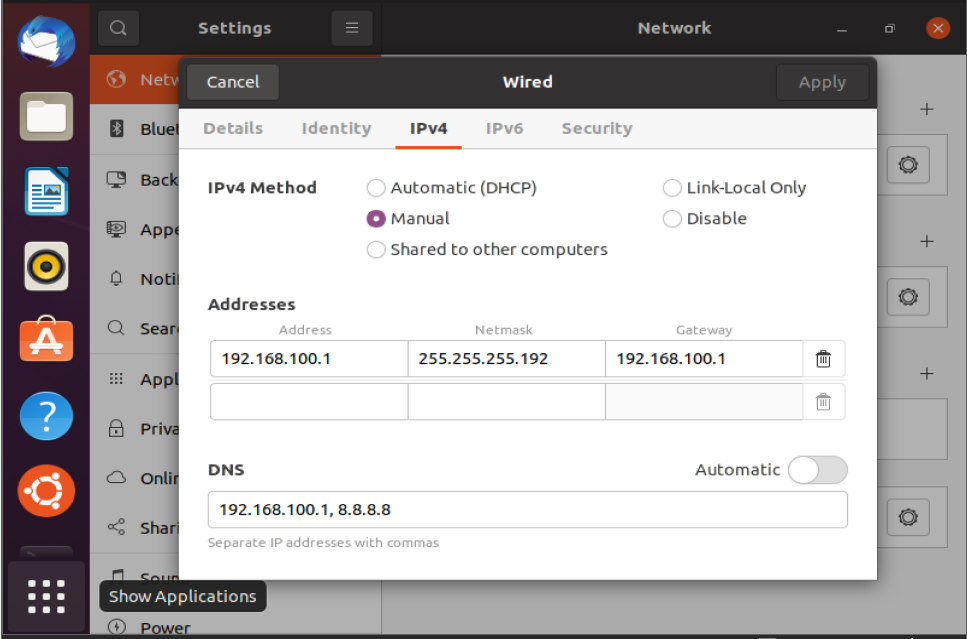 Settings
Network
Cancel
Wired
Apply
Netw
Details
Identity
IPv4
IPv6
Security
Bluet
Back
Appe
Notif
Sear
Appl
Priva
Onlin
Shari
Soun
Power
IPv4 Method
Automatic (DHCP)
Link-Local Only
Manual
Disable
Shared to other computers
Addresses
Address
Netmask
Gateway
192.168.100.1
255.255.255.192
192.168.100.1
DNS
Automatic
192.168.100.1, 8.8.8.8
Separate IP addresses with commas
Show Applications